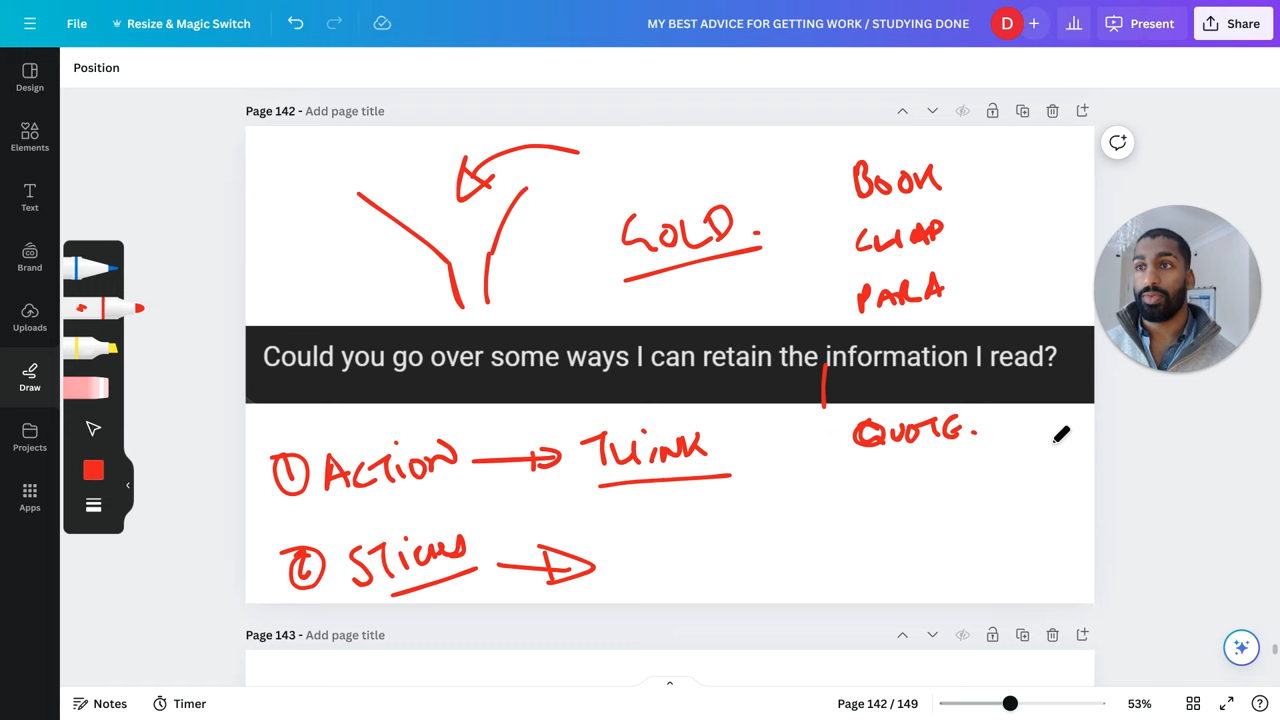 File
Resize & Magic Switch
MY BEST ADVICE FOR GETTING WORK / STUDYING DONE
D
Present
Share
Position
Design
Elements
Text
Brand
Uploads
Draw
Projects
Apps
Page 142 - Add page title
GOLD.
BOOK
PARA
Could you go over some ways I can retain the information I read?
QUOTE.
① ACTION → THINK
②
Page 143 - Add page title
Notes
Timer
Page 142 / 149
53%